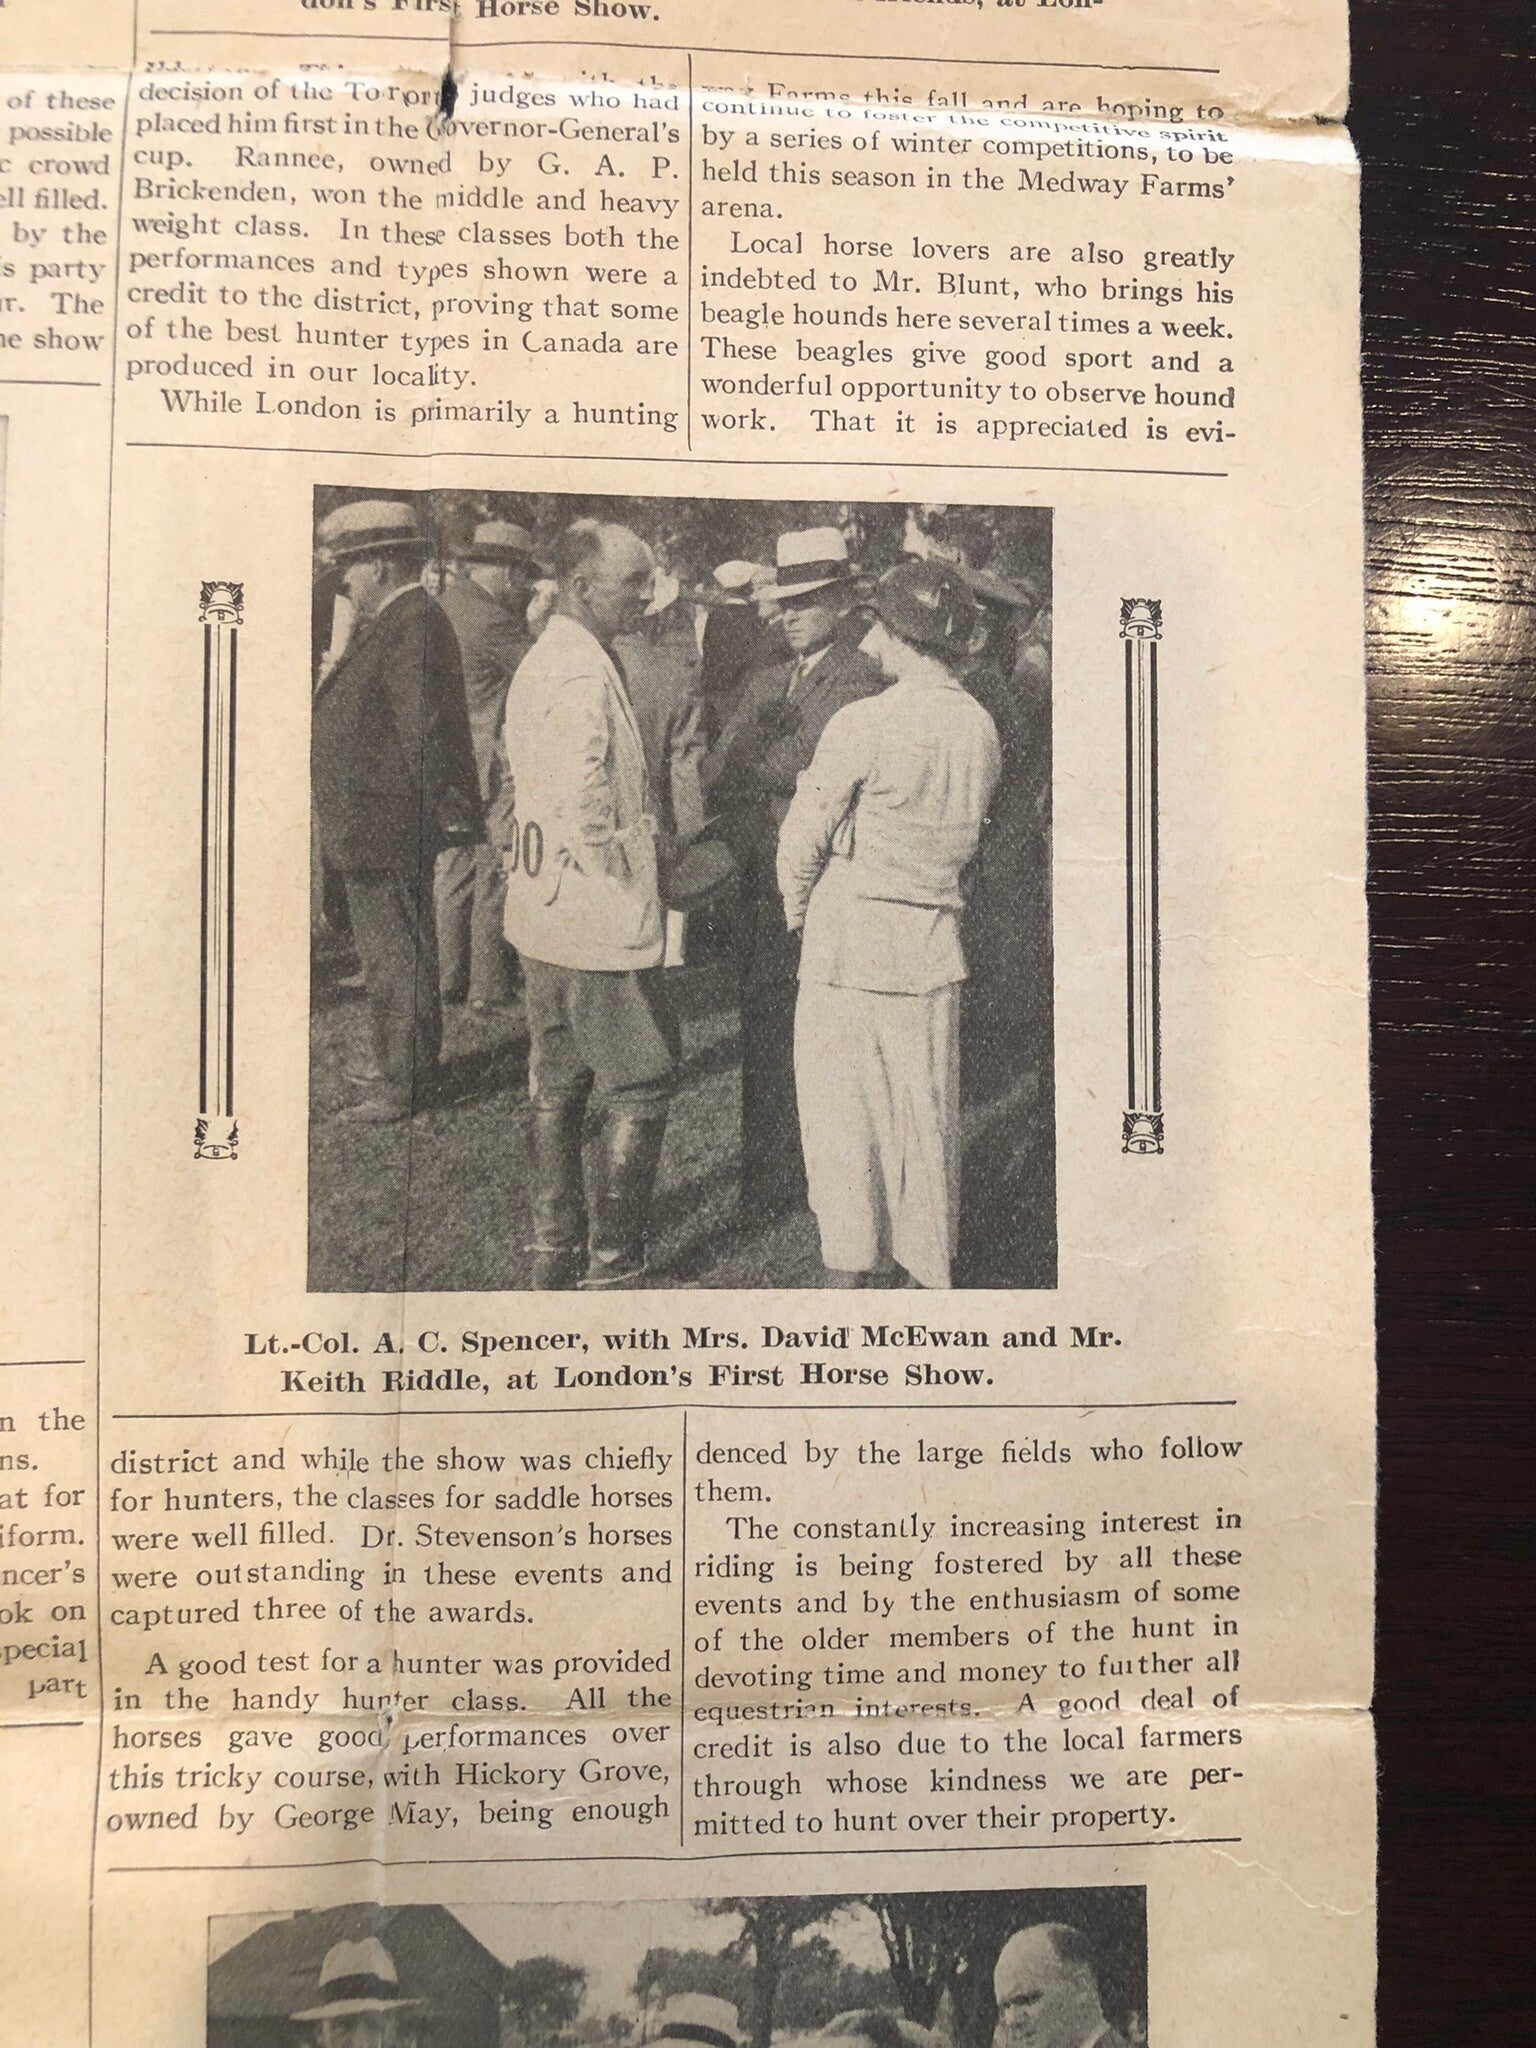 don's First Horse Show.
friends, at Lon-
of these
possible
c crowd
ell filled.
by the
's party
ur. The
he show
with the
decision of the Toronto judges who had
placed him first in the Governor-General's
cup. Rannee, owned by G. A. P.
Brickenden, won the middle and heavy
weight class. In these classes both the
performances and types shown were a
credit to the district, proving that some
of the best hunter types in Canada are
produced in our locality.
While London is primarily a hunting
Farms this fall and are hoping to
continue to foster the competitive spirit
by a series of winter competitions, to be
held this season in the Medway Farms'
arena.
Local horse lovers are also greatly
indebted to Mr. Blunt, who brings his
beagle hounds here several times a week.
These beagles give good sport and a
wonderful opportunity to observe hound
work. That it is appreciated is evi-
00
Lt.-Col. A. C. Spencer, with Mrs. David McEwan and Mr.
Keith Riddle, at London's First Horse Show.
n the
ns.
at for
iform.
ncer's
ok on
special
part
district and while the show was chiefly
for hunters, the classes for saddle horses
were well filled. Dr. Stevenson's horses
were outstanding in these events and
captured three of the awards.
A good test for a hunter was provided
in the handy hunter class. All the
horses gave good performances over
this tricky course, with Hickory Grove,
owned by George May, being enough
denced by the large fields who follow
them.
The constantly increasing interest in
riding is being fostered by all these
events and by the enthusiasm of some
of the older members of the hunt in
devoting time and money to further all
equestrian interests. A good deal of
credit is also due to the local farmers
through whose kindness we are per-
mitted to hunt over their property.